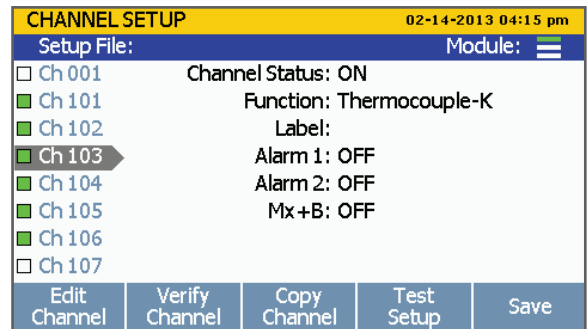 CHANNEL SETUP 02-14-2013 04:15 pm
Setup File: Module:
Ch 001 Channel Status: ON
Ch 101 Function: Thermocouple-K
Ch 102 Label:
Ch 103 Alarm 1: OFF
Ch 104 Alarm 2: OFF
Ch 105 Mx+B: OFF
Ch 106
Ch 107
Edit Channel Verify Channel Copy Channel Test Setup Save